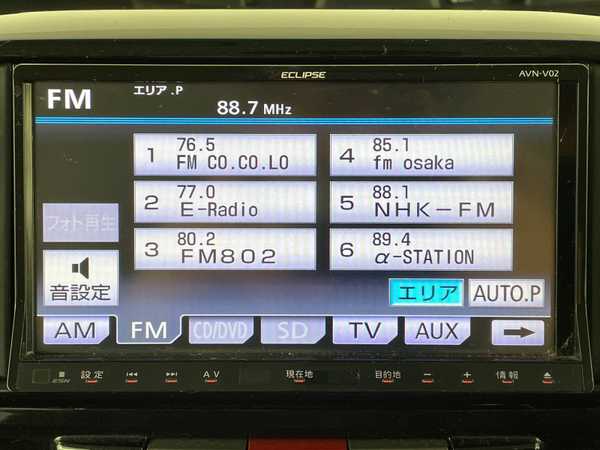 ECLIPSE
AVN-V02
FM
エリア.P
88.7 MHz
1 76.5 FM CO.CO.LO
4 85.1 fm osaka
2 77.0 E-Radio
5 88.1 NHK-FM
3 80.2 FM802
6 89.4 α-STATION
フォト再生
音設定
エリア
AUTO.P
AM
FM
CD/DVD
SD
TV
AUX
ESN
設定
AV
現在地
目的地
情報